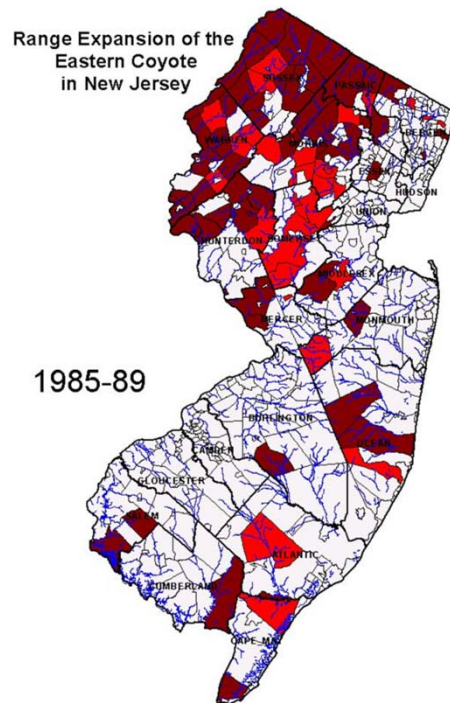 Range Expansion of the
Eastern Coyote
in New Jersey
SUSSEX
PASSAIC
BERGEN
WARREN
MORRIS
ESSEX
HUDSON
UNION
HUNTERDON
SOMERSET
MIDDLESEX
MERCER
MONMOUTH
1985-89
BURLINGTON
OCEAN
CAMDEN
GLOUCESTER
SALEM
ATLANTIC
CUMBERLAND
CAPE MAY